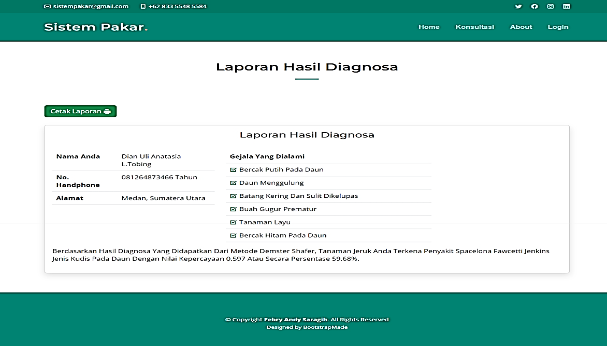 sistempakar@gmail.com +62 833 5548 5584
Sistem Pakar.
Home Konsultasi About Login
Laporan Hasil Diagnosa
Cetak Laporan
Laporan Hasil Diagnosa
Nama Anda Dian Uli Anatasia L.Tobing
No. Handphone 081264873466 Tahun
Alamat Medan, Sumatera Utara
Gejala Yang Dialami
Bercak Putih Pada Daun
Daun Menggulung
Batang Kering Dan Sulit Dikelupas
Buah Gugur Prematur
Tanaman Layu
Bercak Hitam Pada Daun
Berdasarkan Hasil Diagnosa Yang Didapatkan Dari Metode Demster Shafer, Tanaman Jeruk Anda Terkena Penyakit Spacelona Fawcetti Jenkins
Jenis Kudis Pada Daun Dengan Nilai Kepercayaan 0.597 Atau Secara Persentase 59.68%.
© Copyright Febry Andy Saragih. All Rights Reserved
Designed by BootstrapMade